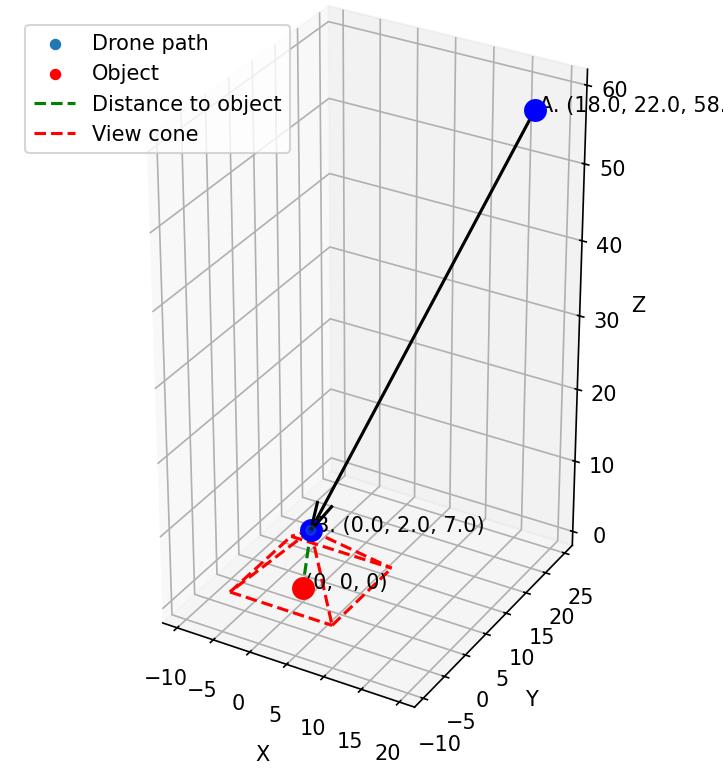 Drone path
Object
Distance to object
View cone
A. (18.0, 22.0, 58.
B. (0.0, 2.0, 7.0)
(0, 0, 0)
60
50
40
30
20
10
0
Z
25
20
15
10
5
0
−5
−10
Y
−10
−5
0
5
10
15
20
X